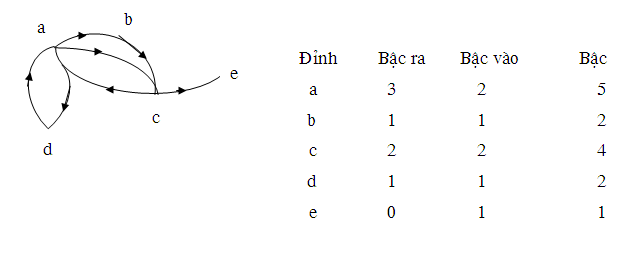 a
b
e
c
d
Đỉnh Bậc ra Bậc vào Bậc
a 3 2 5
b 1 1 2
c 2 2 4
d 1 1 2
e 0 1 1